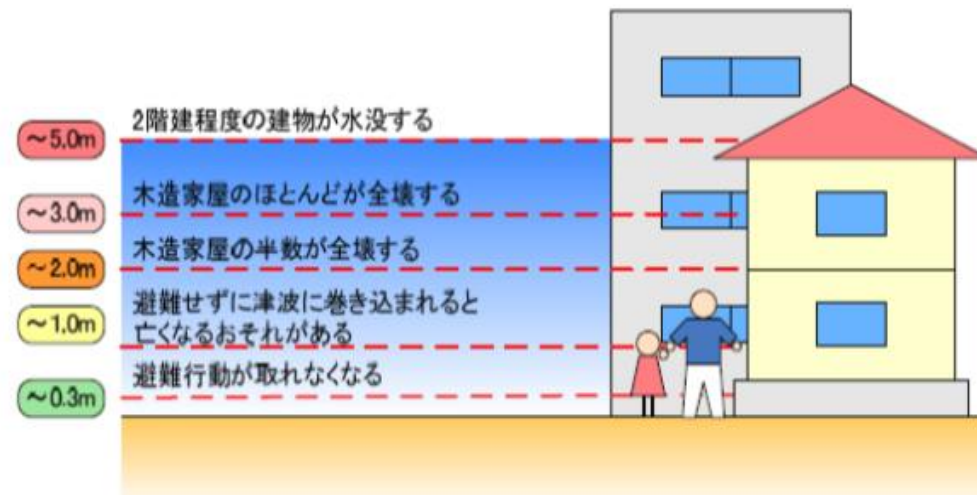 2階建程度の建物が水没する
～5.0m
木造家屋のほとんどが全壊する
～3.0m
木造家屋の半数が全壊する
～2.0m
避難せずに津波に巻き込まれると
亡くなるおそれがある
～1.0m
避難行動が取れなくなる
～0.3m